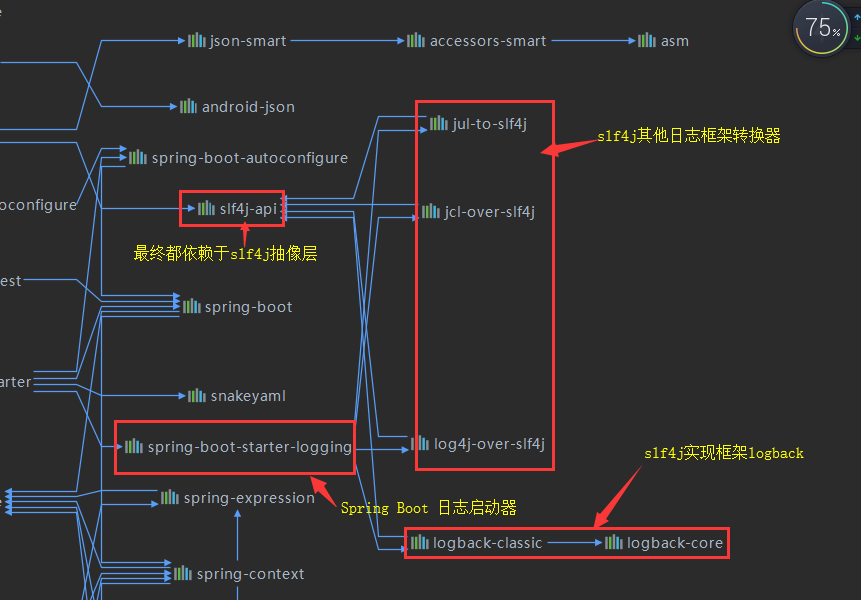 json-smart
accessors-smart
asm
75%
android-json
jul-to-slf4j
slf4j其他日志框架转换器
spring-boot-autoconfigure
oconfigure
slf4j-api
jcl-over-slf4j
最终都依赖于slf4j抽像层
est
spring-boot
arter
snakeyaml
spring-boot-starter-logging
log4j-over-slf4j
slf4j实现框架logback
spring-expression
Spring Boot 日志启动器
logback-classic
logback-core
spring-context